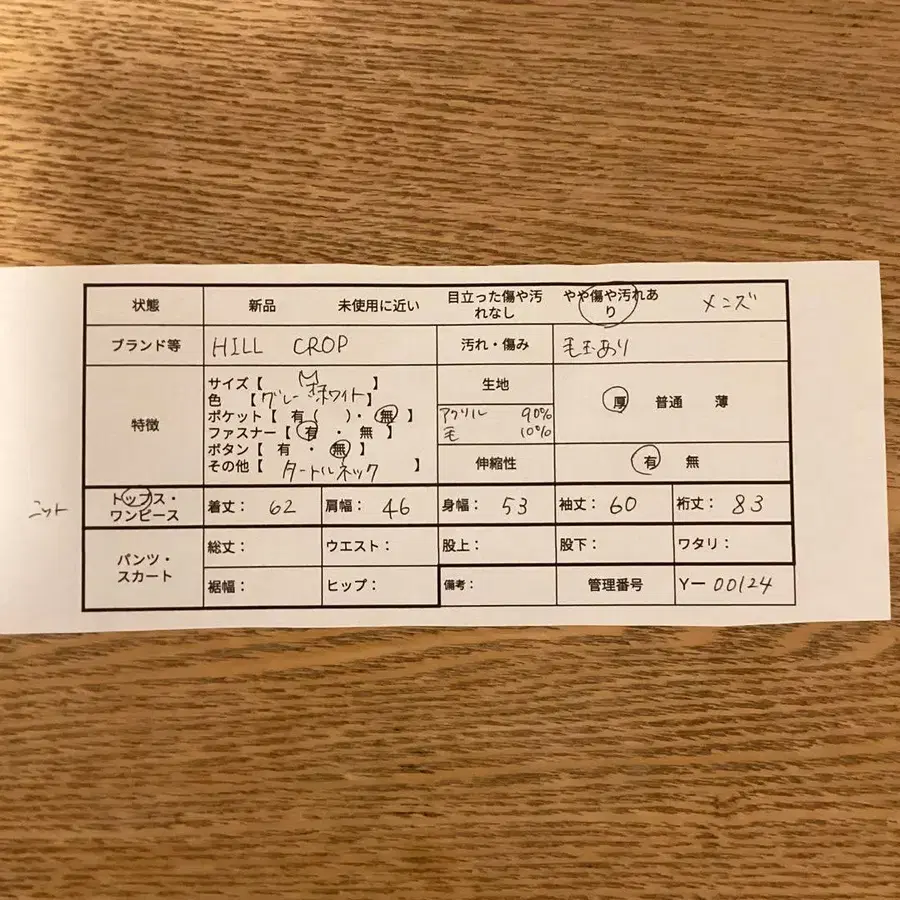 状態 新品 未使用に近い 目立った傷や汚れなし やや傷や汚れあり メンズ
ブランド等 HILL CROP 汚れ・傷み 毛玉あり
特徴
サイズ【 M 】
色 【グレー ホワイト】
ポケット【 有 ( )・ 無 】
ファスナー【 有 ・ 無 】
ボタン【 有 ・ 無 】
その他【 タートルネック 】
生地 厚 普通 薄
アクリル 90%
毛 10%
伸縮性 有 無
ニット トップス・ワンピース 着丈: 62 肩幅: 46 身幅: 53 袖丈: 60 裄丈: 83
パンツ・スカート 総丈: ウエスト: 股上: 股下: ワタリ:
裾幅: ヒップ: 備考: 管理番号 Yー 00124